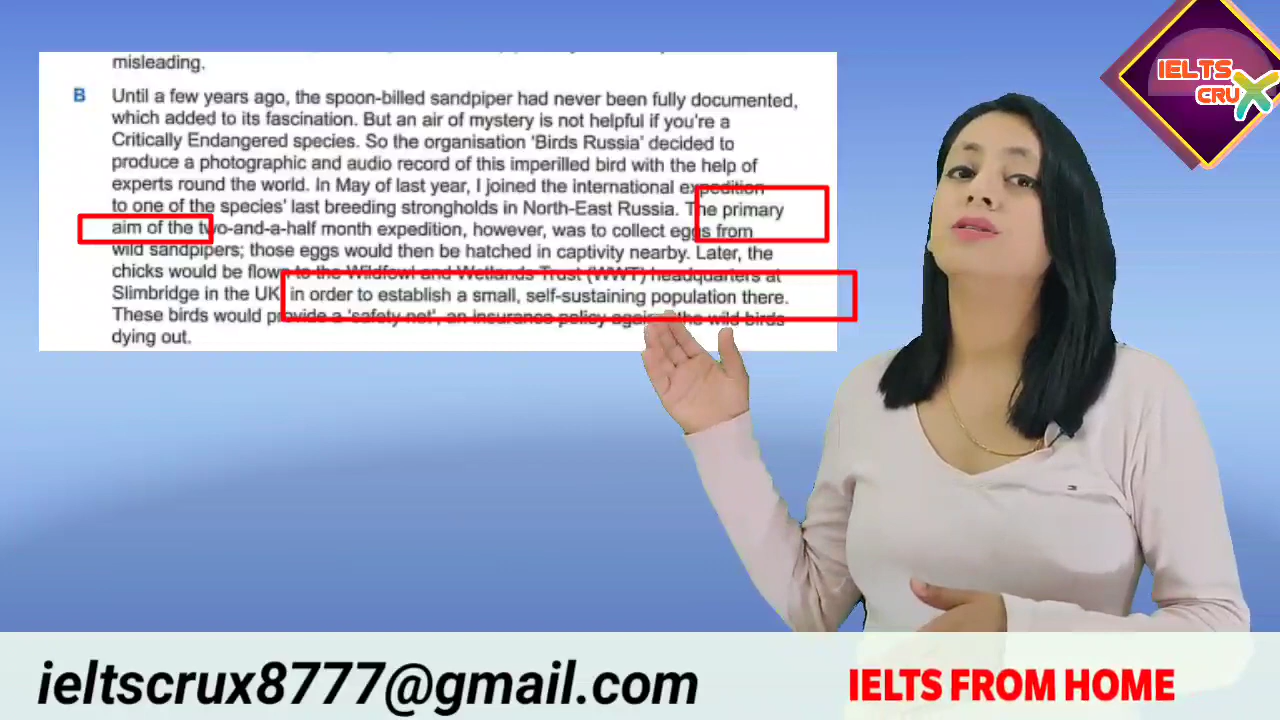 misleading.
B Until a few years ago, the spoon-billed sandpiper had never been fully documented,
which added to its fascination. But an air of mystery is not helpful if you're a
Critically Endangered species. So the organisation 'Birds Russia' decided to
produce a photographic and audio record of this imperilled bird with the help of
experts round the world. In May of last year, I joined the international expedition
to one of the species' last breeding strongholds in North-East Russia. The primary
aim of the two-and-a-half month expedition, however, was to collect eggs from
wild sandpipers; those eggs would then be hatched in captivity nearby. Later, the
chicks would be flown to the Wildfowl and Wetlands Trust (WWT) headquarters at
Slimbridge in the UK, in order to establish a small, self-sustaining population there.
These birds would provide a 'safety net', an insurance policy against the wild birds
dying out.
IELTS
CRUX
ieltscrux8777@gmail.com
IELTS FROM HOME